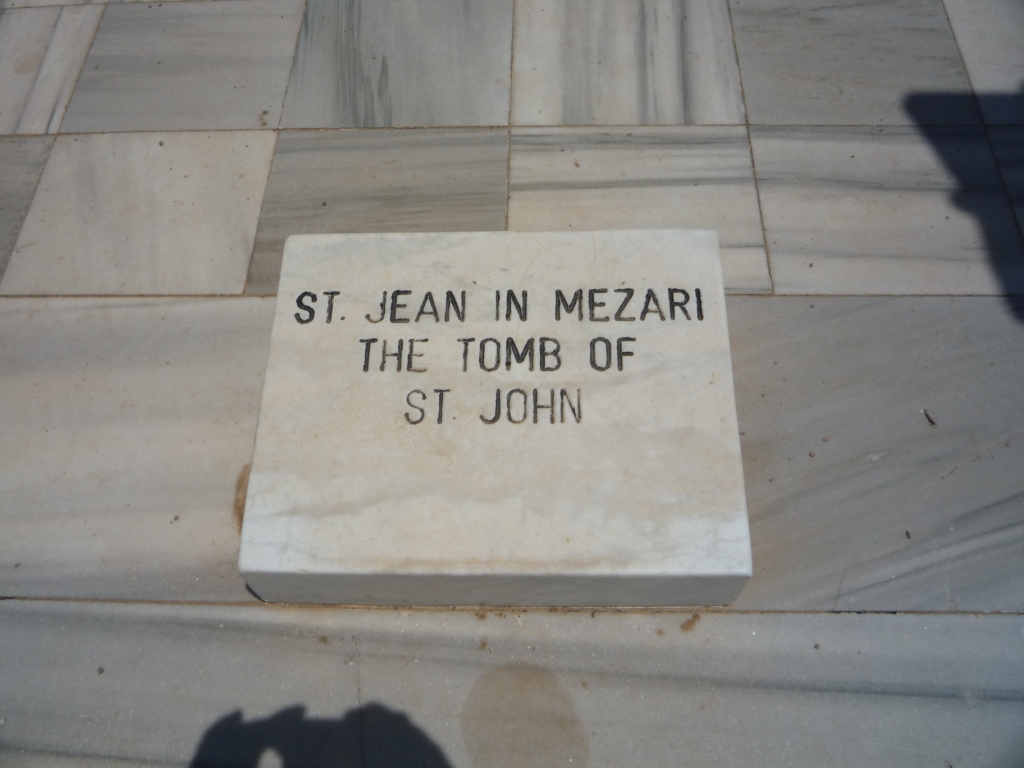 ST. JEAN IN MEZARI
THE TOMB OF
ST. JOHN